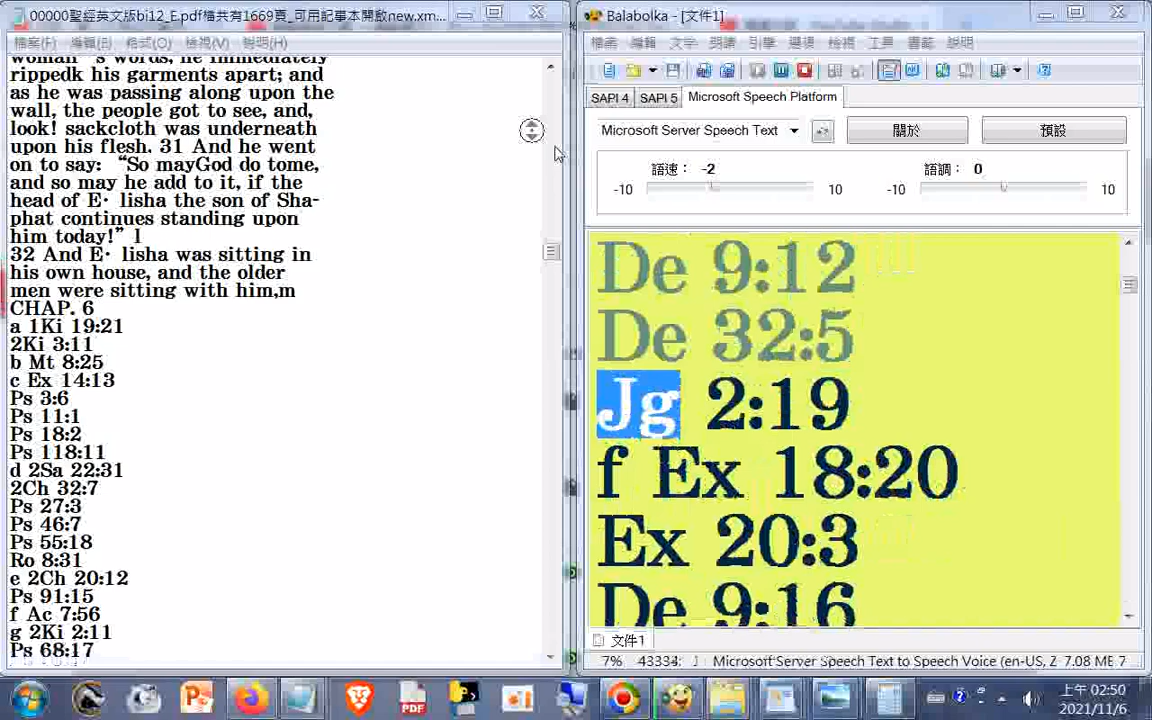 00000聖經英文版bi12_E.pdf檔共有1669頁_可用記事本開啟new.xm...
檔案(F) 編輯(E) 格式(O) 檢視(V) 說明(H)
woman's words, he immediately
rippedk his garments apart; and
as he was passing along upon the
wall, the people got to see, and,
look! sackcloth was underneath
upon his flesh. 31 And he went
on to say: “So mayGod do tome,
and so may he add to it, if the
head of E· lisha the son of Sha-
phat continues standing upon
him today!” l
32 And E· lisha was sitting in
his own house, and the older
men were sitting with him,m
CHAP. 6
a 1Ki 19:21
2Ki 3:11
b Mt 8:25
c Ex 14:13
Ps 3:6
Ps 11:1
Ps 18:2
Ps 118:11
d 2Sa 22:31
2Ch 32:7
Ps 27:3
Ps 46:7
Ps 55:18
Ro 8:31
e 2Ch 20:12
Ps 91:15
f Ac 7:56
g 2Ki 2:11
Ps 68:17
Balabolka - [文件1]
檔案 編輯 文字 朗讀 引擎 選項 檢視 工具 書籤 說明
SAPI 4 SAPI 5 Microsoft Speech Platform
Microsoft Server Speech Text 關於 預設
語速： -2 語調： 0
-10 10 -10 10
De 9:12
De 32:5
Jg 2:19
f Ex 18:20
Ex 20:3
De 9:16
文件1
7% 43334: 1 Microsoft Server Speech Text to Speech Voice (en-US, Z 7.08 MB 7
PDF
上午 02:50
2021/11/6